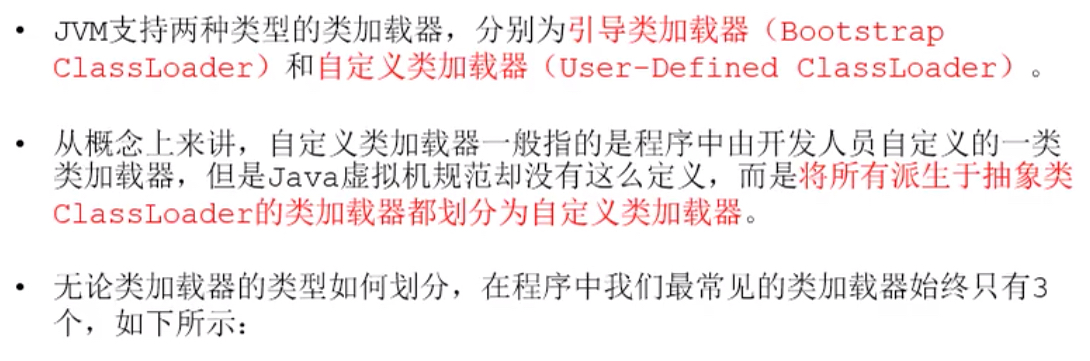 • JVM支持两种类型的类加载器，分别为引导类加载器（Bootstrap
ClassLoader）和自定义类加载器（User-Defined ClassLoader）。
• 从概念上来讲，自定义类加载器一般指的是程序中由开发人员自定义的一类
类加载器，但是Java虚拟机规范却没有这么定义，而是将所有派生于抽象类
ClassLoader的类加载器都划分为自定义类加载器。
• 无论类加载器的类型如何划分，在程序中我们最常见的类加载器始终只有3
个，如下所示：